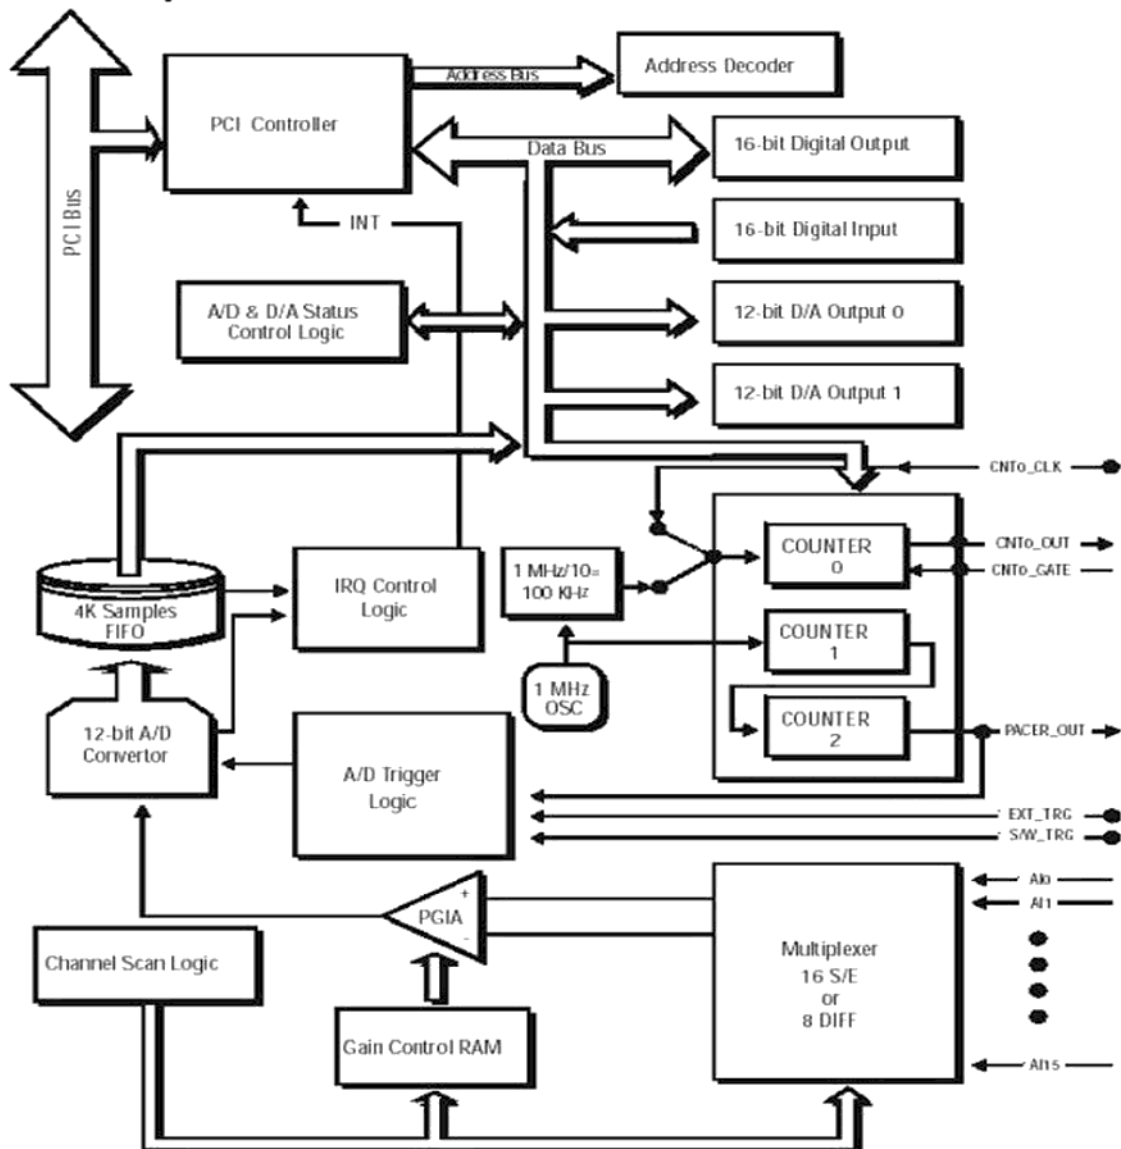 Address Bus
Address Decoder
PCI Controller
Data Bus
16-bit Digital Output
PCI Bus
INT
16-bit Digital Input
A/D & D/A Status
Control Logic
12-bit D/A Output 0
12-bit D/A Output 1
CNT0_CLK
COUNTER
0
CNT0_OUT
CNT0_GATE
1 MHz/10=
100 KHz
IRQ Control
Logic
4K Samples
FIFO
COUNTER
1
1 MHz
OSC
COUNTER
2
PACER_OUT
12-bit A/D
Convertor
A/D Trigger
Logic
EXT_TRG
S/W_TRG
+
PGIA
-
AI0
AI1
Multiplexer
16 S/E
or
8 DIFF
Channel Scan Logic
Gain Control RAM
AI15